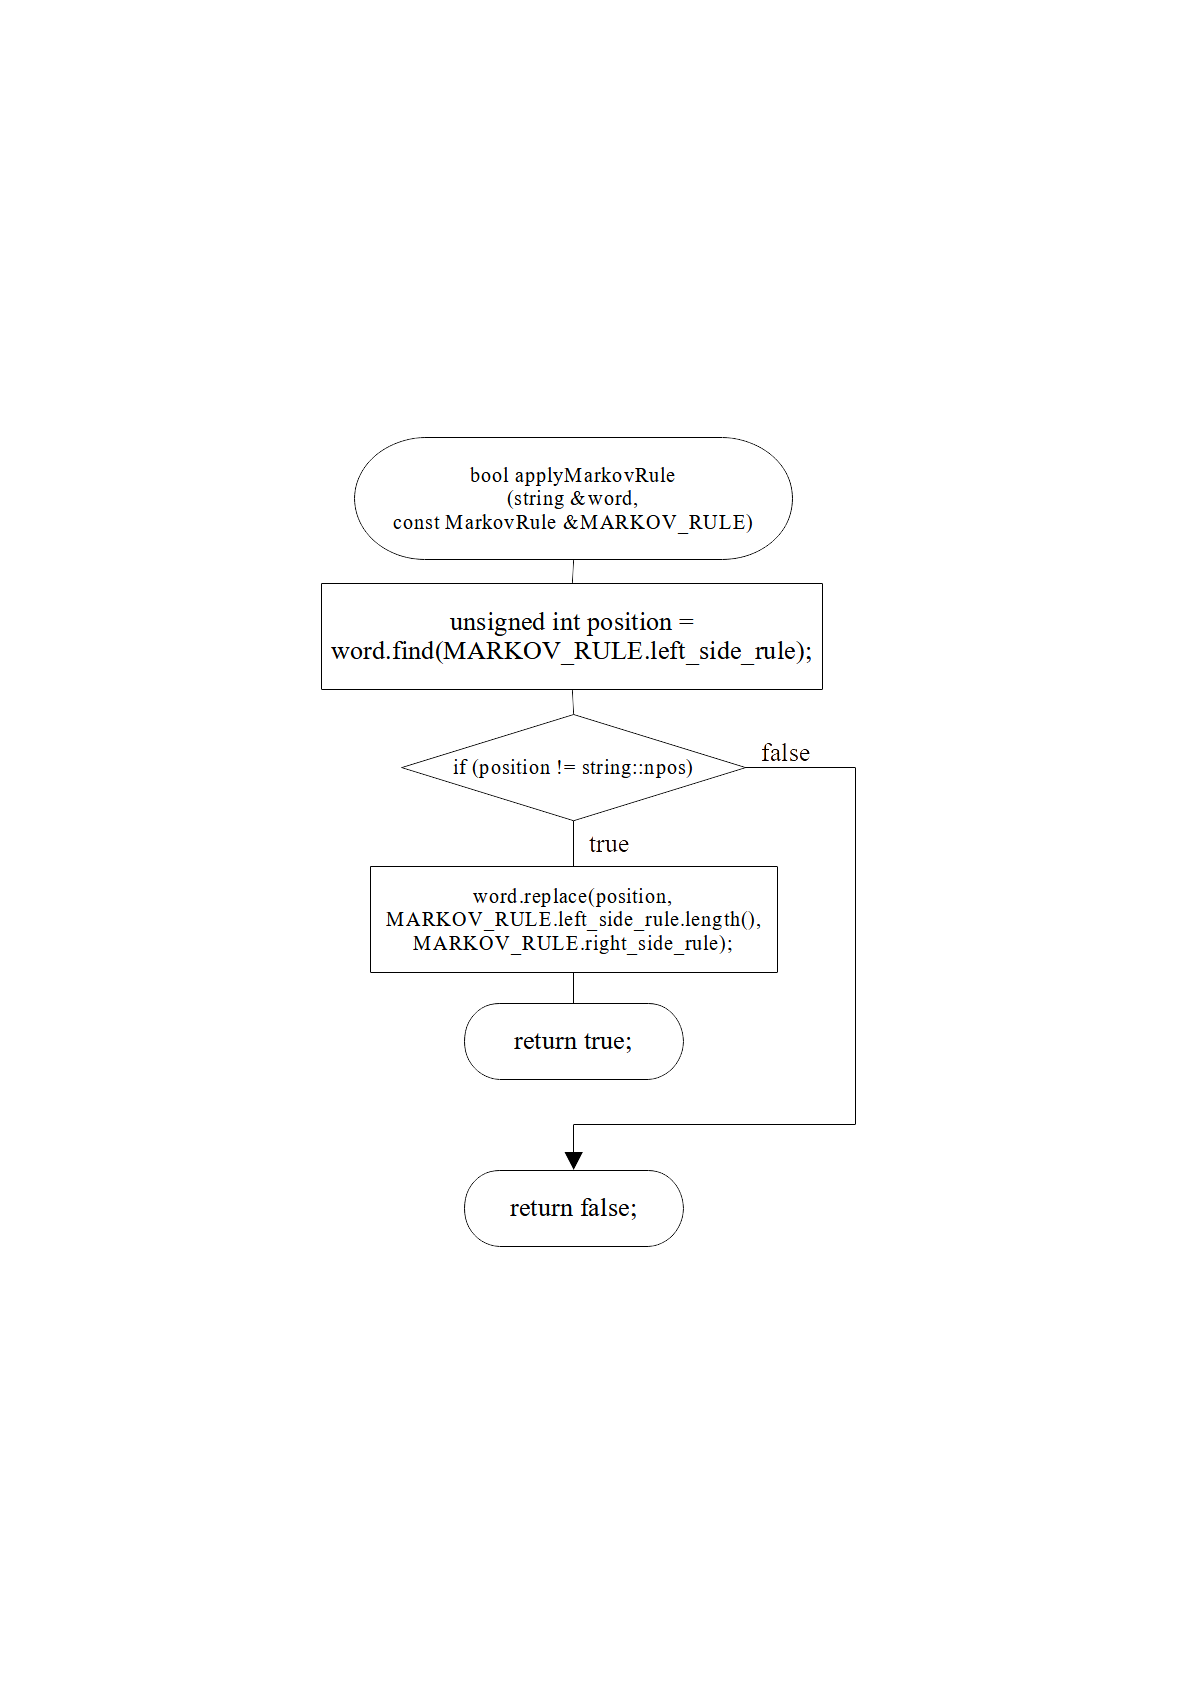 bool applyMarkovRule
(string &word,
const MarkovRule &MARKOV_RULE)
unsigned int position =
word.find(MARKOV_RULE.left_side_rule);
if (position != string::npos)
false
true
word.replace(position,
MARKOV_RULE.left_side_rule.length(),
MARKOV_RULE.right_side_rule);
return true;
return false;